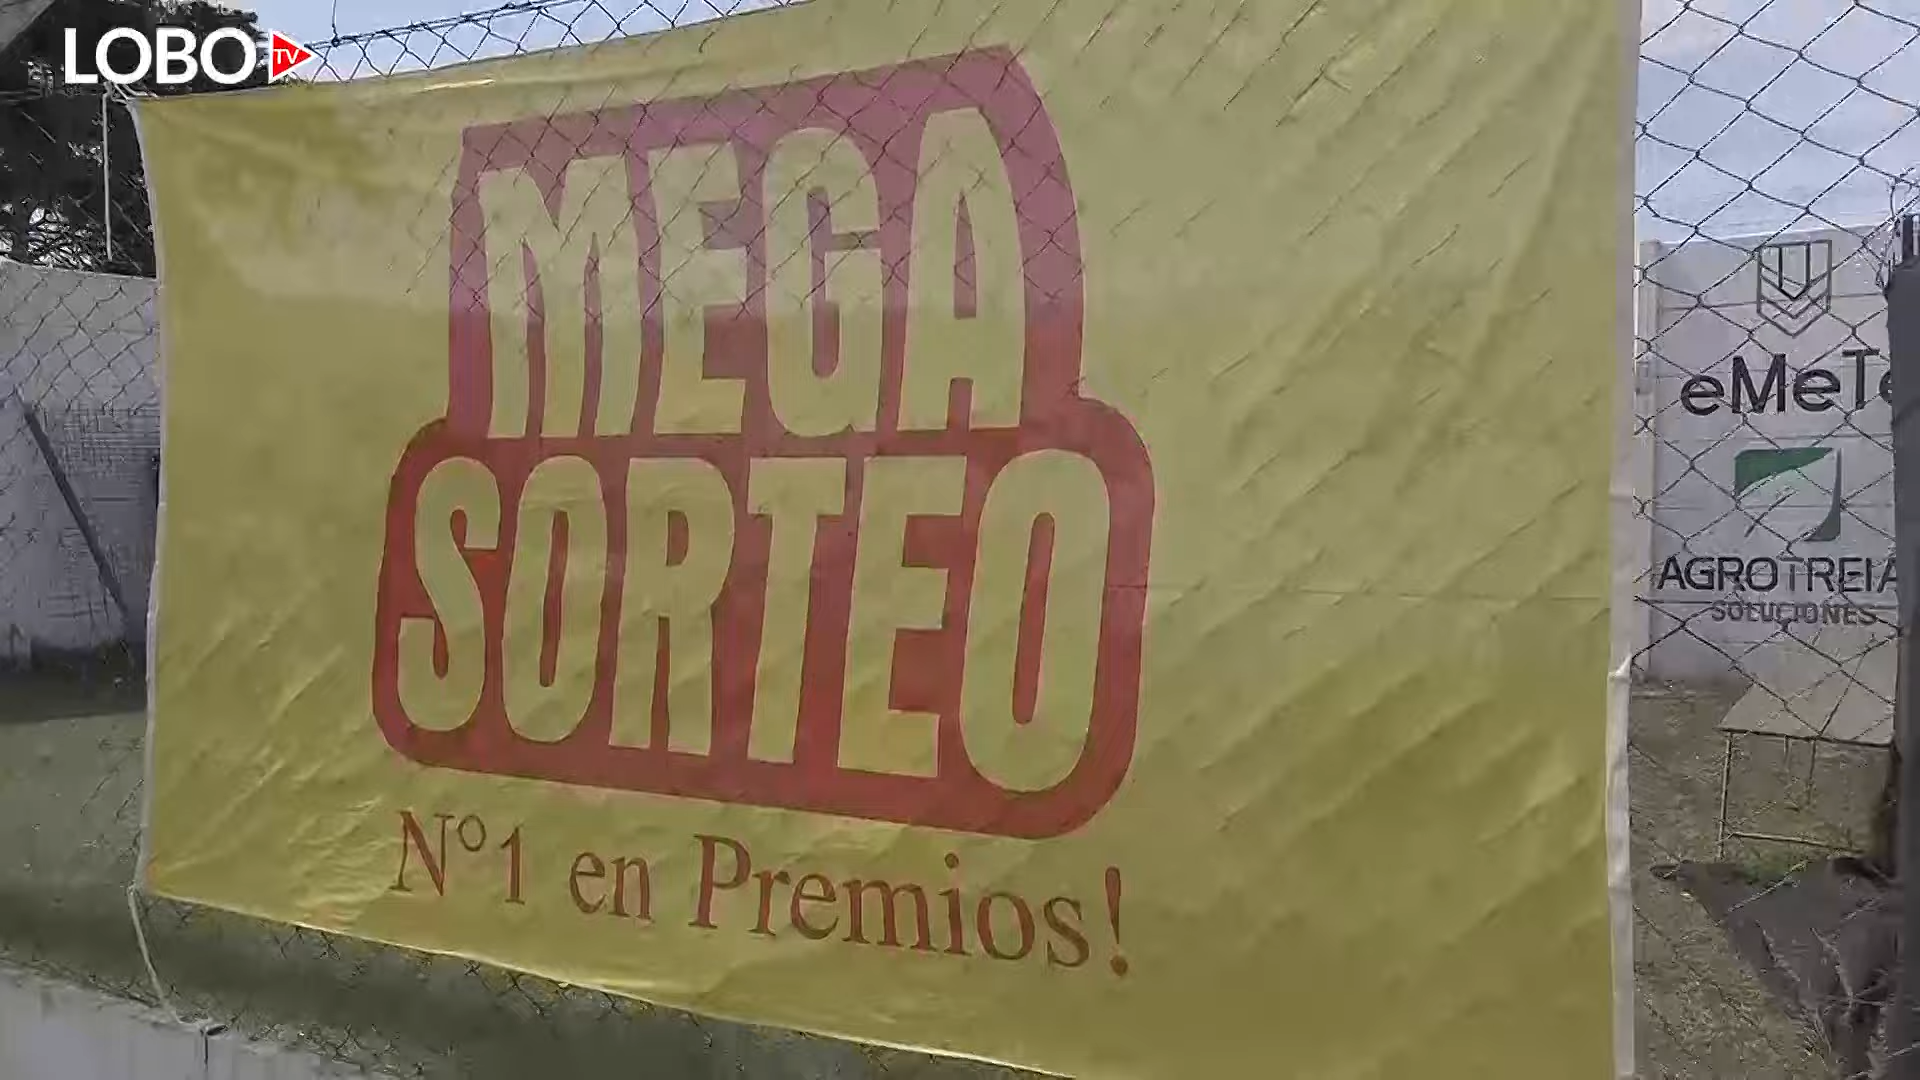 LOBO TV
MEGA
SORTEO
Nº1 en Premios!
eMeTe
AGROTREIA
SOLUCIONES